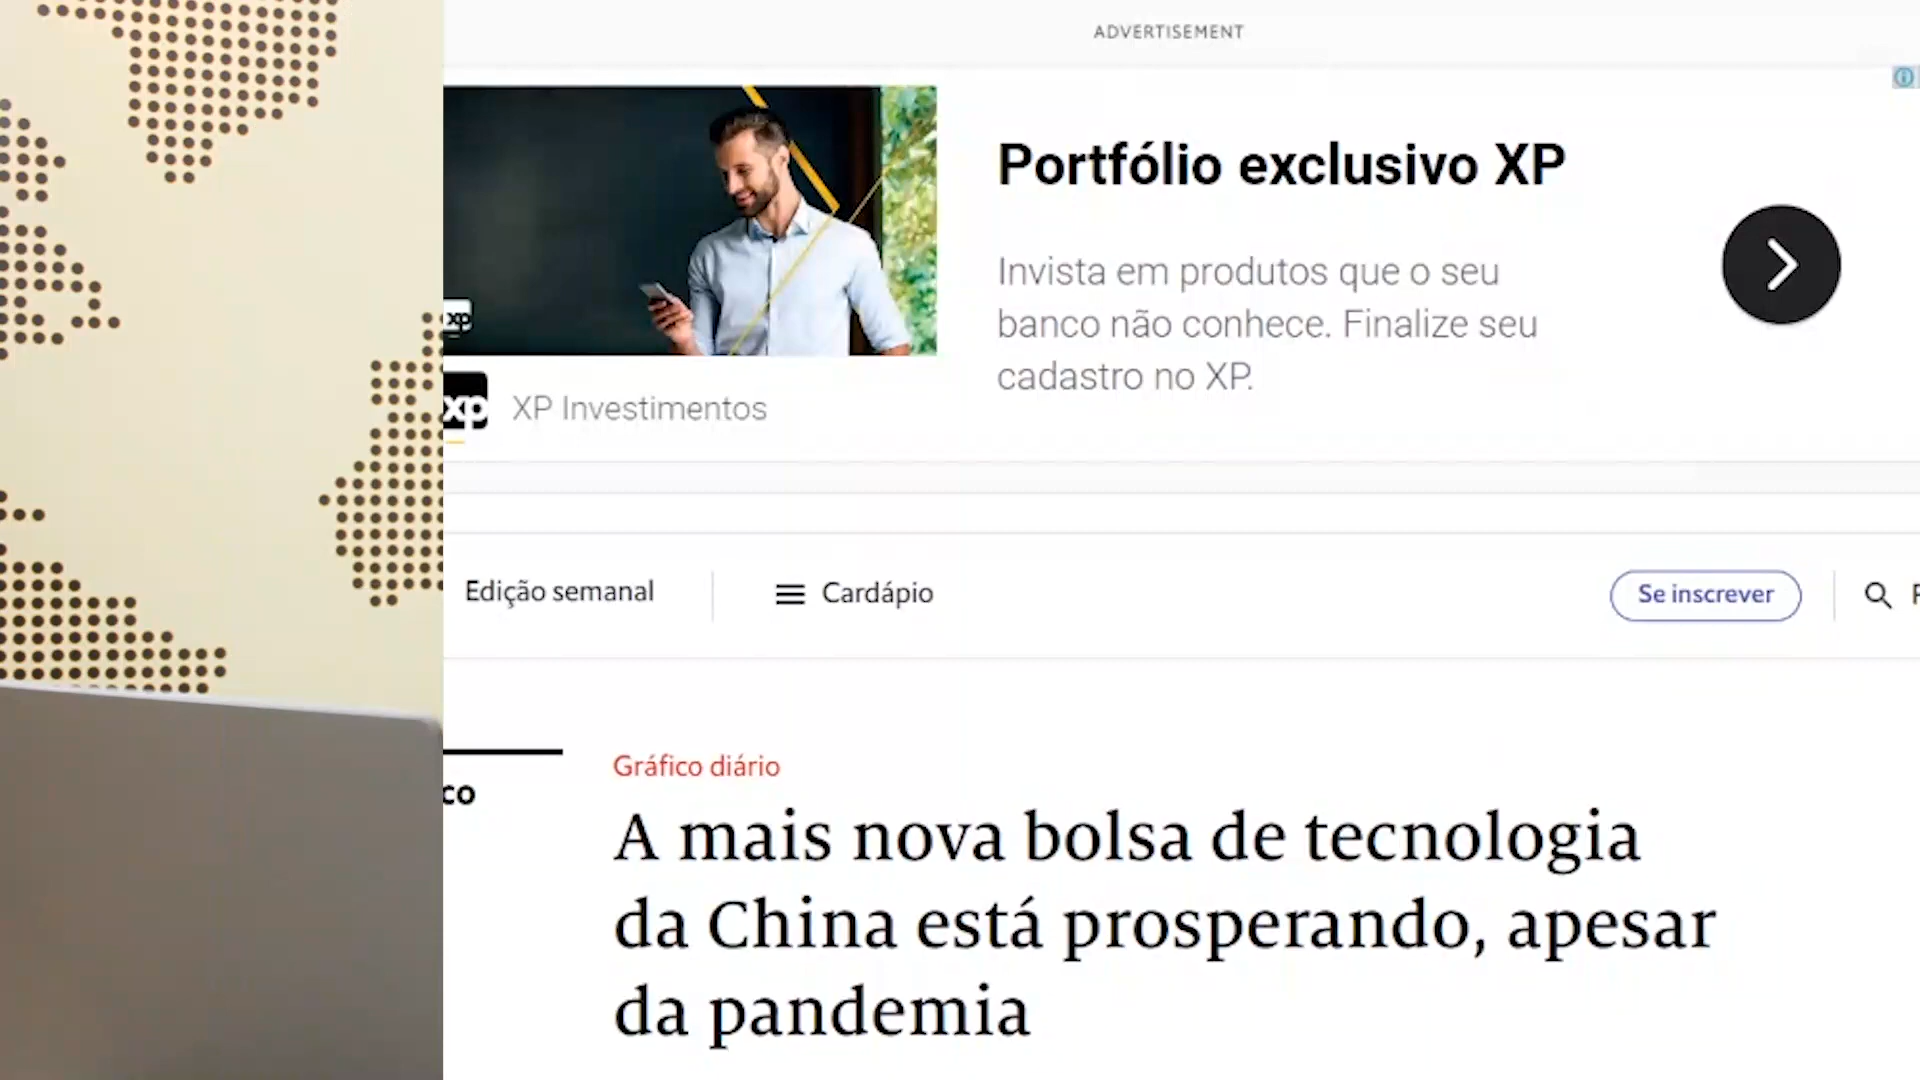 ADVERTISEMENT
Portfólio exclusivo XP
Invista em produtos que o seu
banco não conhece. Finalize seu
cadastro no XP.
xp
xp
XP Investimentos
Edição semanal
Cardápio
Se inscrever
Gráfico diário
A mais nova bolsa de tecnologia
da China está prosperando, apesar
da pandemia